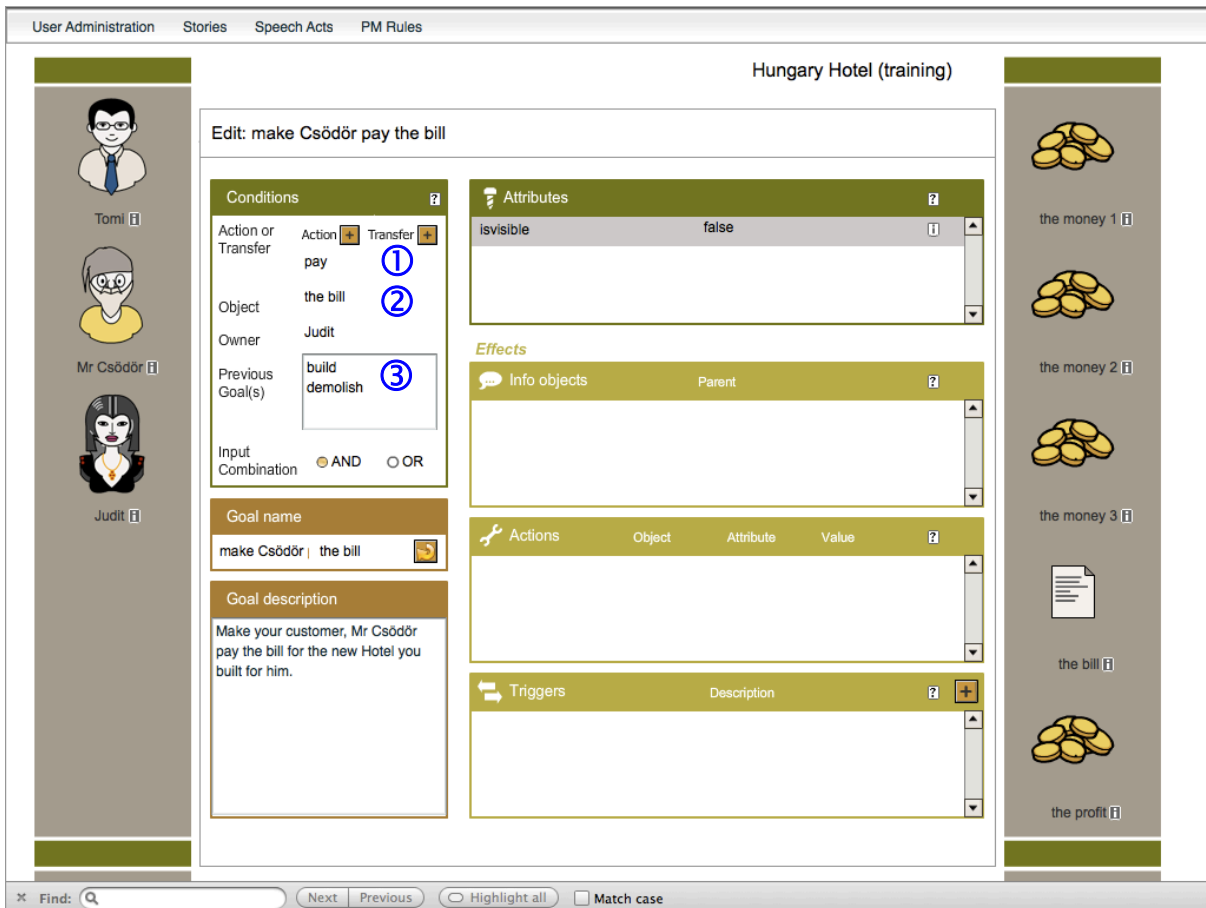 User Administration Stories Speech Acts PM Rules
Hungary Hotel (training)
Tomi i
Mr Csödör i
Judit i
Edit: make Csödör pay the bill
Conditions ?
Action or Transfer Action + Transfer +
pay ①
Object the bill ②
Owner Judit
Previous Goal(s) build ③
demolish
Input Combination AND OR
Goal name
make Csödör the bill
Goal description
Make your customer, Mr Csödör
pay the bill for the new Hotel you
built for him.
Attributes ?
isvisible false i
Effects
Info objects Parent ?
Actions Object Attribute Value ?
Triggers Description ? +
the money 1 i
the money 2 i
the money 3 i
the bill i
the profit i
× Find: Next Previous Highlight all Match case